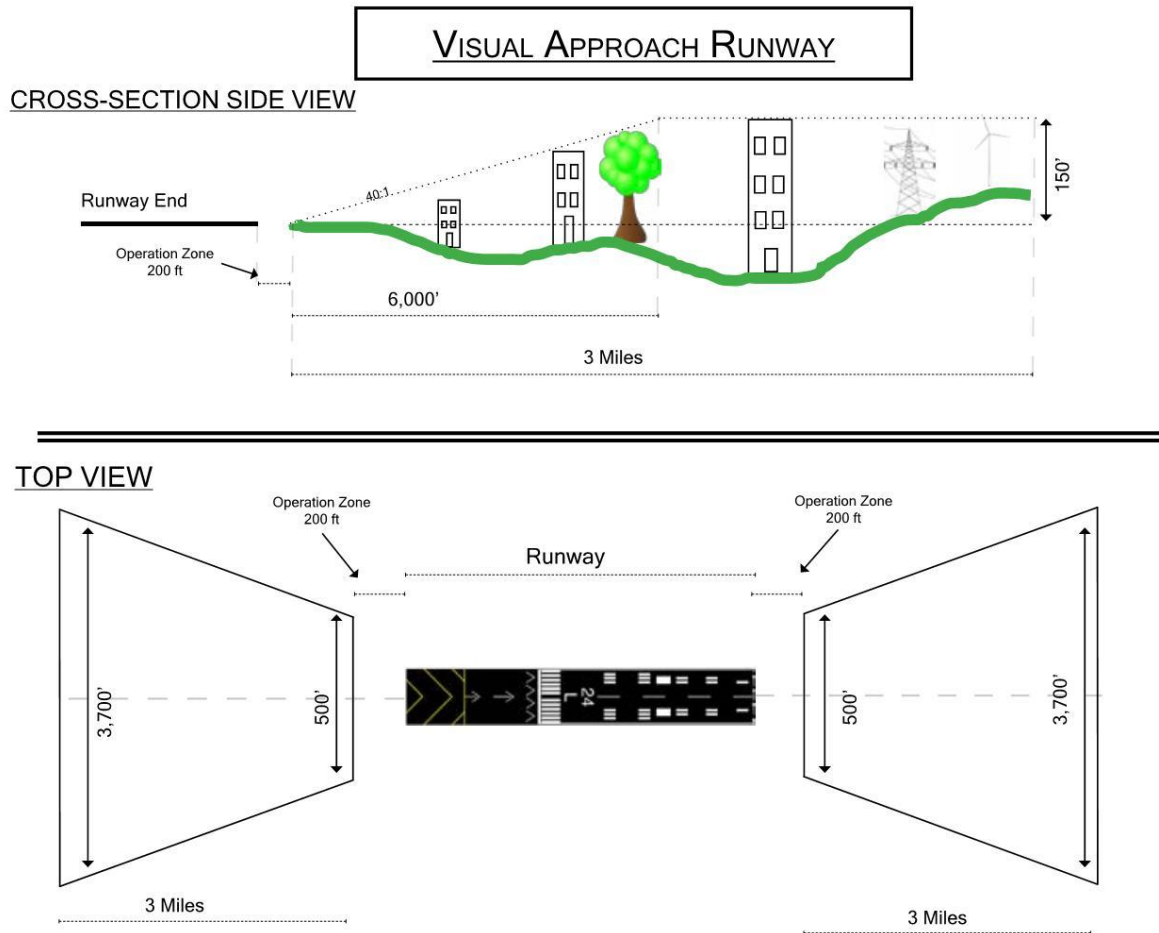 VISUAL APPROACH RUNWAY
CROSS-SECTION SIDE VIEW
40:1
150’
Runway End
Operation Zone
200 ft
6,000’
3 Miles
TOP VIEW
Operation Zone
200 ft
Operation Zone
200 ft
Runway
3,700’
500’
24
L
500’
3,700’
3 Miles
3 Miles